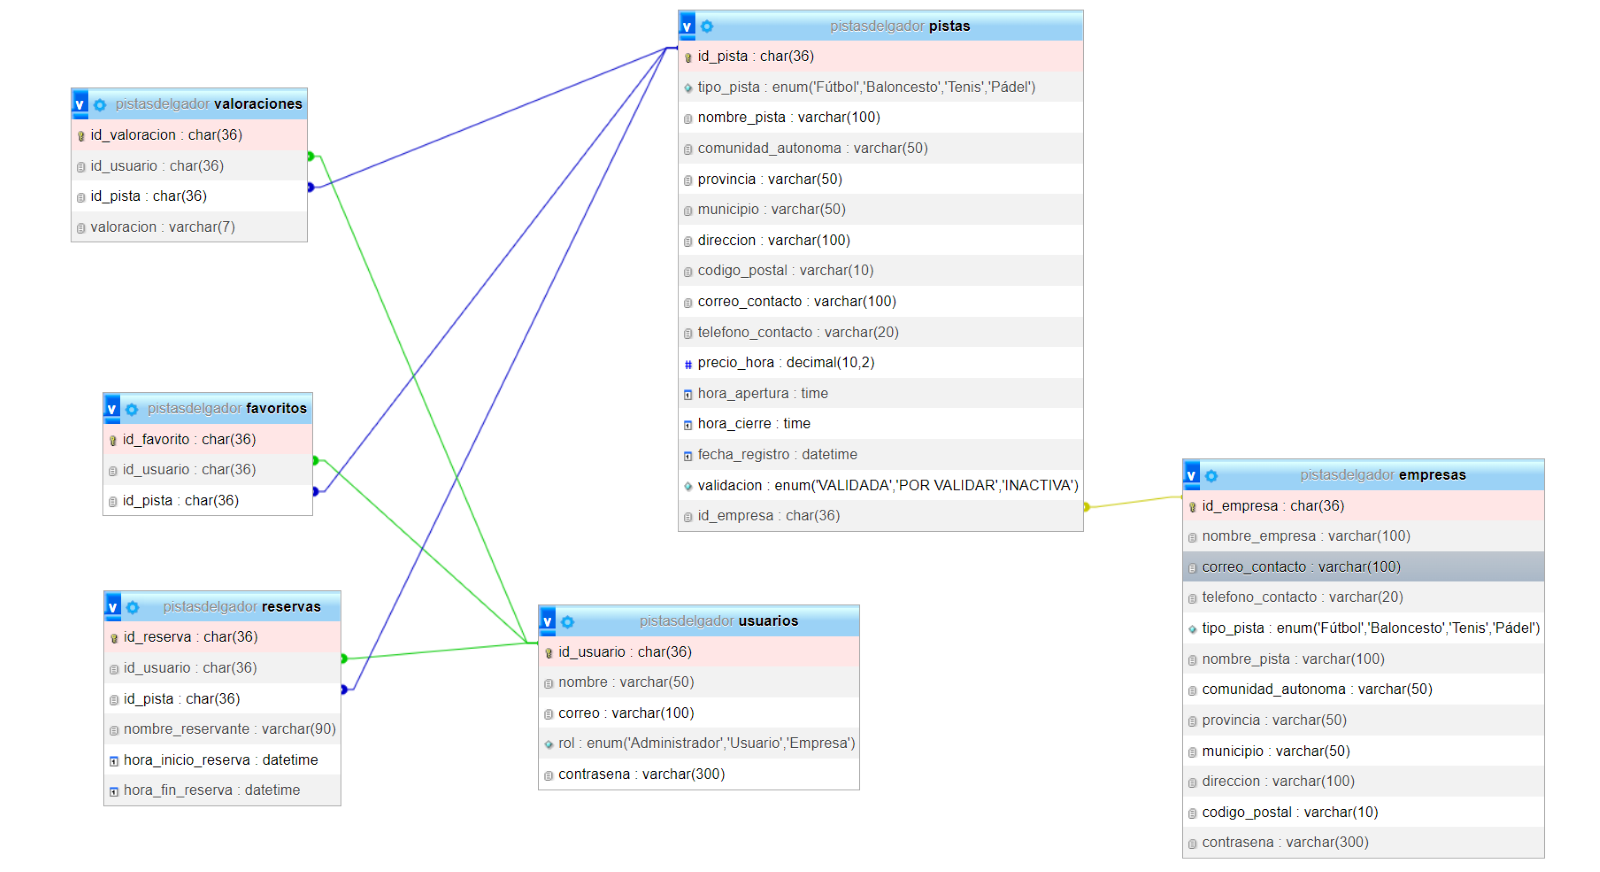 pistasdelgador pistas
id_pista : char(36)
tipo_pista : enum('Fútbol','Baloncesto','Tenis','Pádel')
nombre_pista : varchar(100)
comunidad_autonoma : varchar(50)
provincia : varchar(50)
municipio : varchar(50)
direccion : varchar(100)
codigo_postal : varchar(10)
correo_contacto : varchar(100)
telefono_contacto : varchar(20)
precio_hora : decimal(10,2)
hora_apertura : time
hora_cierre : time
fecha_registro : datetime
validacion : enum('VALIDADA','POR VALIDAR','INACTIVA')
id_empresa : char(36)
pistasdelgador valoraciones
id_valoracion : char(36)
id_usuario : char(36)
id_pista : char(36)
valoracion : varchar(7)
pistasdelgador favoritos
id_favorito : char(36)
id_usuario : char(36)
id_pista : char(36)
pistasdelgador reservas
id_reserva : char(36)
id_usuario : char(36)
id_pista : char(36)
nombre_reservante : varchar(90)
hora_inicio_reserva : datetime
hora_fin_reserva : datetime
pistasdelgador usuarios
id_usuario : char(36)
nombre : varchar(50)
correo : varchar(100)
rol : enum('Administrador','Usuario','Empresa')
contrasena : varchar(300)
pistasdelgador empresas
id_empresa : char(36)
nombre_empresa : varchar(100)
correo_contacto : varchar(100)
telefono_contacto : varchar(20)
tipo_pista : enum('Fútbol','Baloncesto','Tenis','Pádel')
nombre_pista : varchar(100)
comunidad_autonoma : varchar(50)
provincia : varchar(50)
municipio : varchar(50)
direccion : varchar(100)
codigo_postal : varchar(10)
contrasena : varchar(300)